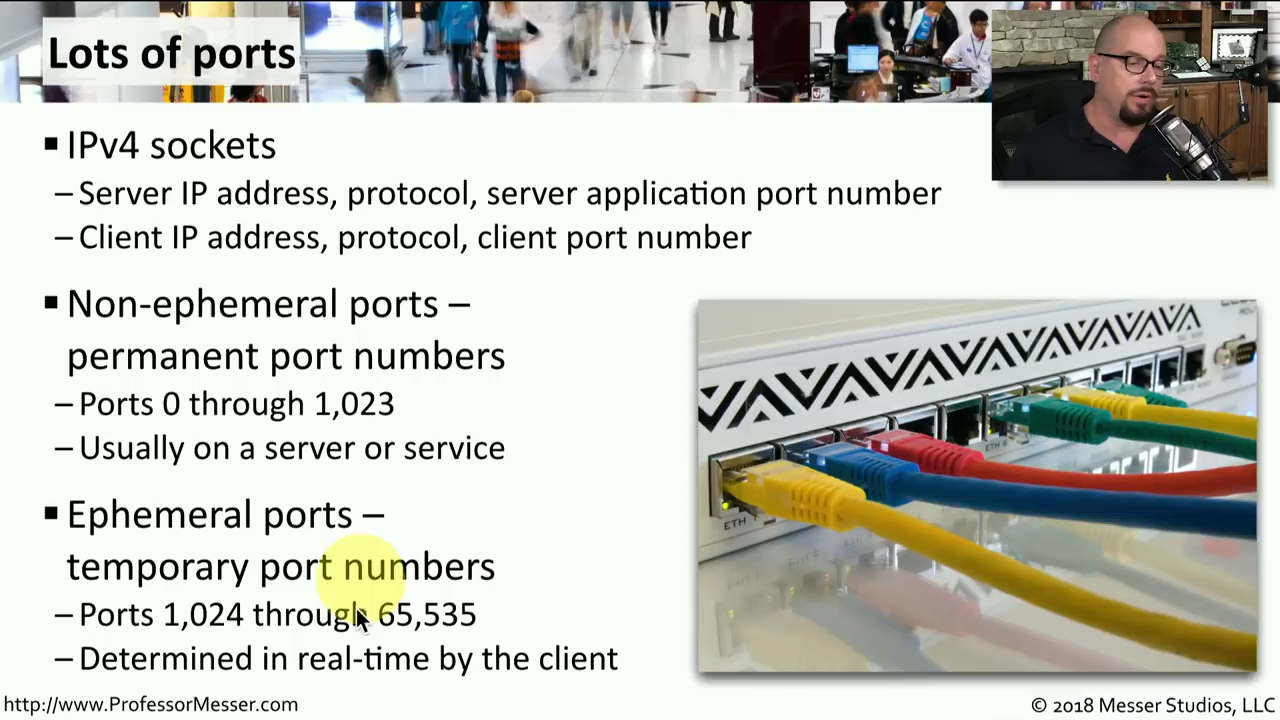 Lots of ports
▪ IPv4 sockets
– Server IP address, protocol, server application port number
– Client IP address, protocol, client port number
▪ Non-ephemeral ports –
permanent port numbers
– Ports 0 through 1,023
– Usually on a server or service
▪ Ephemeral ports –
temporary port numbers
– Ports 1,024 through 65,535
– Determined in real-time by the client
ETH
http://www.ProfessorMesser.com
© 2018 Messer Studios, LLC